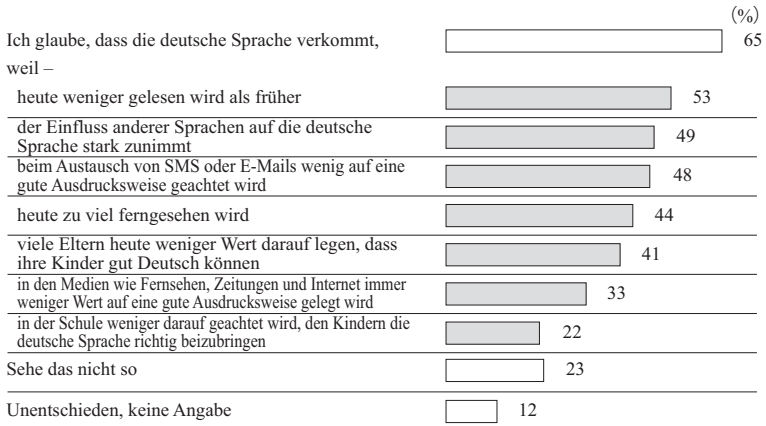 (%)
Ich glaube, dass die deutsche Sprache verkommt, 65
weil –
heute weniger gelesen wird als früher 53
der Einfluss anderer Sprachen auf die deutsche
Sprache stark zunimmt 49
beim Austausch von SMS oder E-Mails wenig auf eine
gute Ausdrucksweise geachtet wird 48
heute zu viel ferngesehen wird 44
viele Eltern heute weniger Wert darauf legen, dass
ihre Kinder gut Deutsch können 41
in den Medien wie Fernsehen, Zeitungen und Internet immer
weniger Wert auf eine gute Ausdrucksweise gelegt wird 33
in der Schule weniger darauf geachtet wird, den Kindern die
deutsche Sprache richtig beizubringen 22
Sehe das nicht so 23
Unentschieden, keine Angabe 12